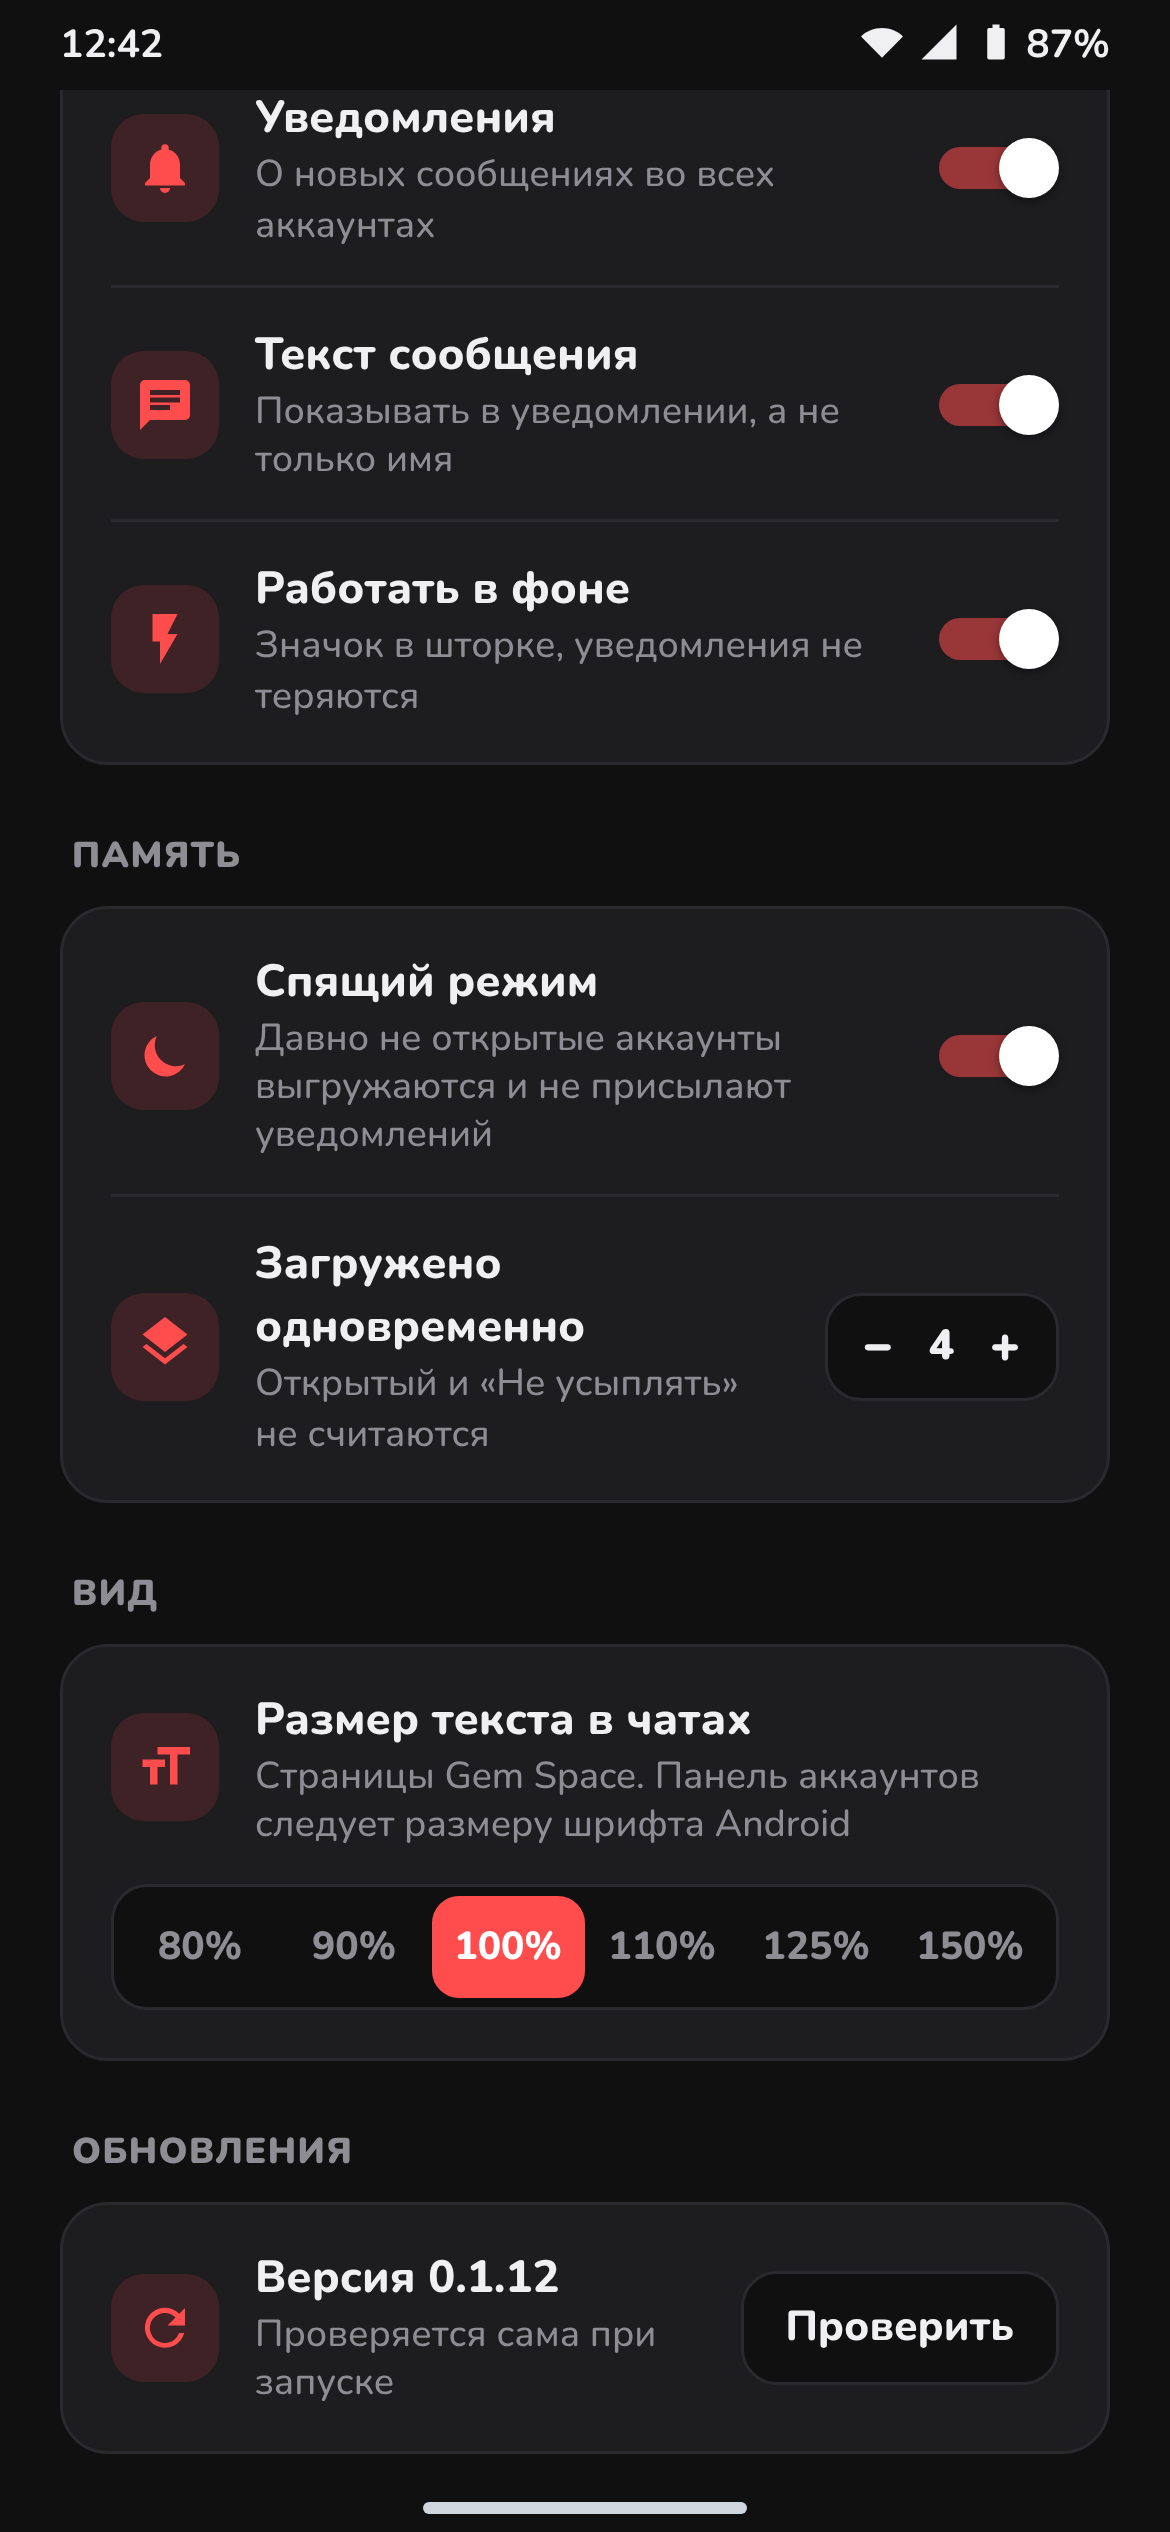 12:42
87%
Уведомления
О новых сообщениях во всех
аккаунтах
Текст сообщения
Показывать в уведомлении, а не
только имя
Работать в фоне
Значок в шторке, уведомления не
теряются
ПАМЯТЬ
Спящий режим
Давно не открытые аккаунты
выгружаются и не присылают
уведомлений
Загружено
одновременно
Открытый и «Не усыплять»
не считаются
− 4 +
ВИД
Размер текста в чатах
Страницы Gem Space. Панель аккаунтов
следует размеру шрифта Android
80% 90% 100% 110% 125% 150%
ОБНОВЛЕНИЯ
Версия 0.1.12
Проверяется сама при
запуске
Проверить